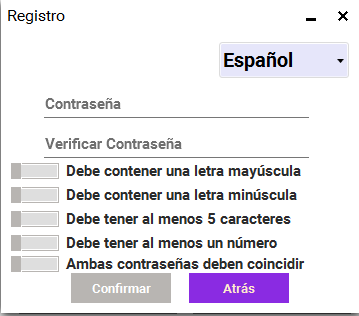 Registro
Español
Contraseña
Verificar Contraseña
Debe contener una letra mayúscula
Debe contener una letra minúscula
Debe tener al menos 5 caracteres
Debe tener al menos un número
Ambas contraseñas deben coincidir
Confirmar
Atrás